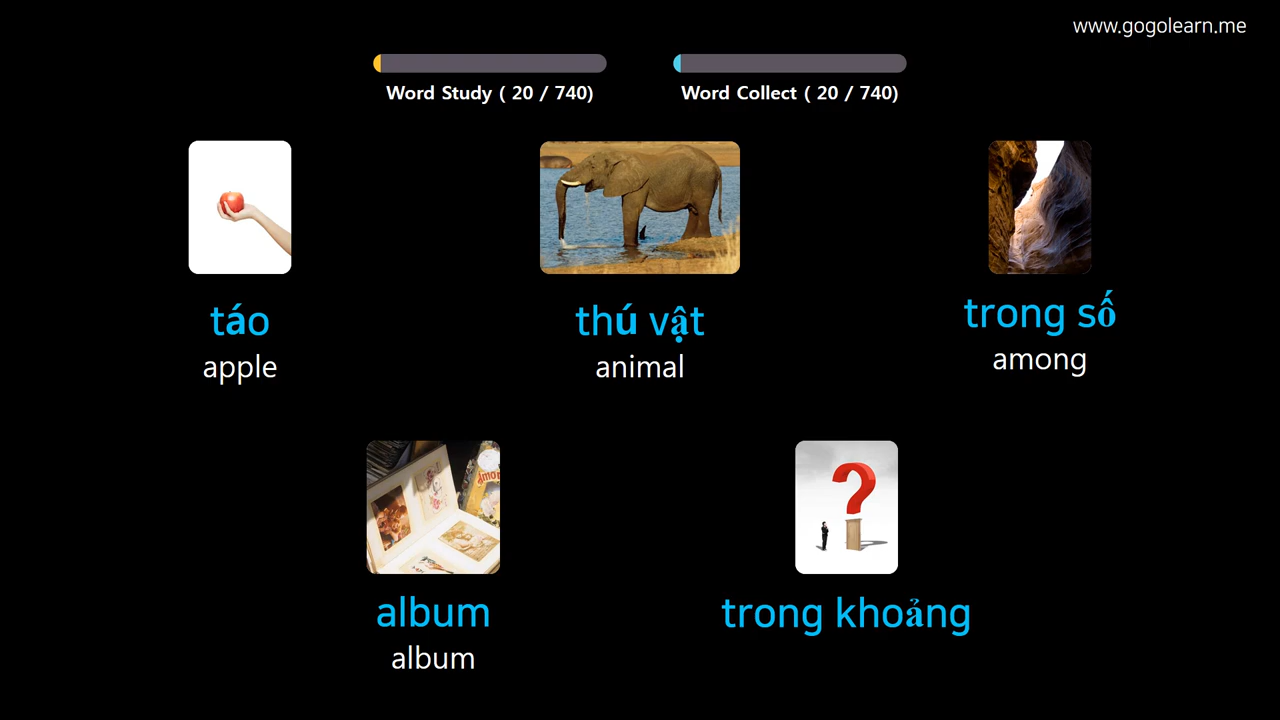 www.gogolearn.me
Word Study ( 20 / 740)
Word Collect ( 20 / 740)
táo
apple
thú vật
animal
trong số
among
album
album
trong khoảng